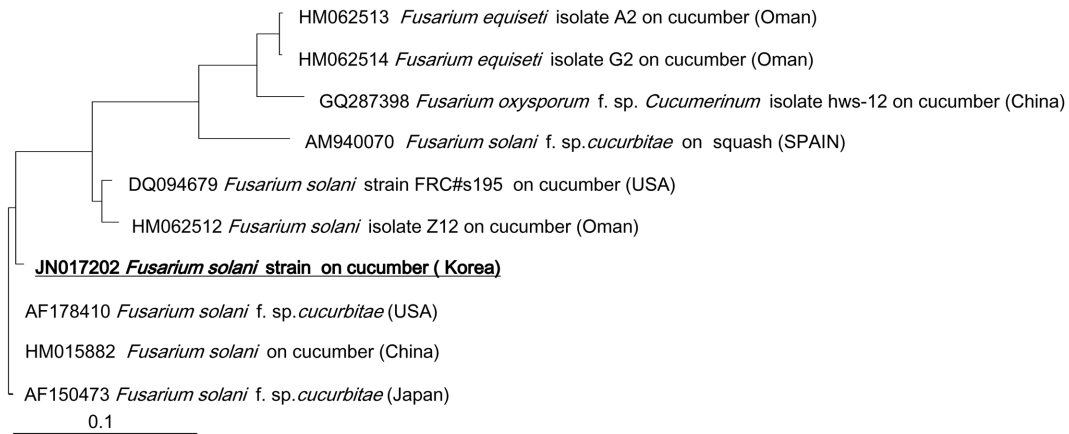 HM062513 Fusarium equiseti isolate A2 on cucumber (Oman)
HM062514 Fusarium equiseti isolate G2 on cucumber (Oman)
GQ287398 Fusarium oxysporum f. sp. Cucumerinum isolate hws-12 on cucumber (China)
AM940070 Fusarium solani f. sp.cucurbitae on squash (SPAIN)
DQ094679 Fusarium solani strain FRC#s195 on cucumber (USA)
HM062512 Fusarium solani isolate Z12 on cucumber (Oman)
JN017202 Fusarium solani strain on cucumber ( Korea)
AF178410 Fusarium solani f. sp.cucurbitae (USA)
HM015882 Fusarium solani on cucumber (China)
AF150473 Fusarium solani f. sp.cucurbitae (Japan)
0.1